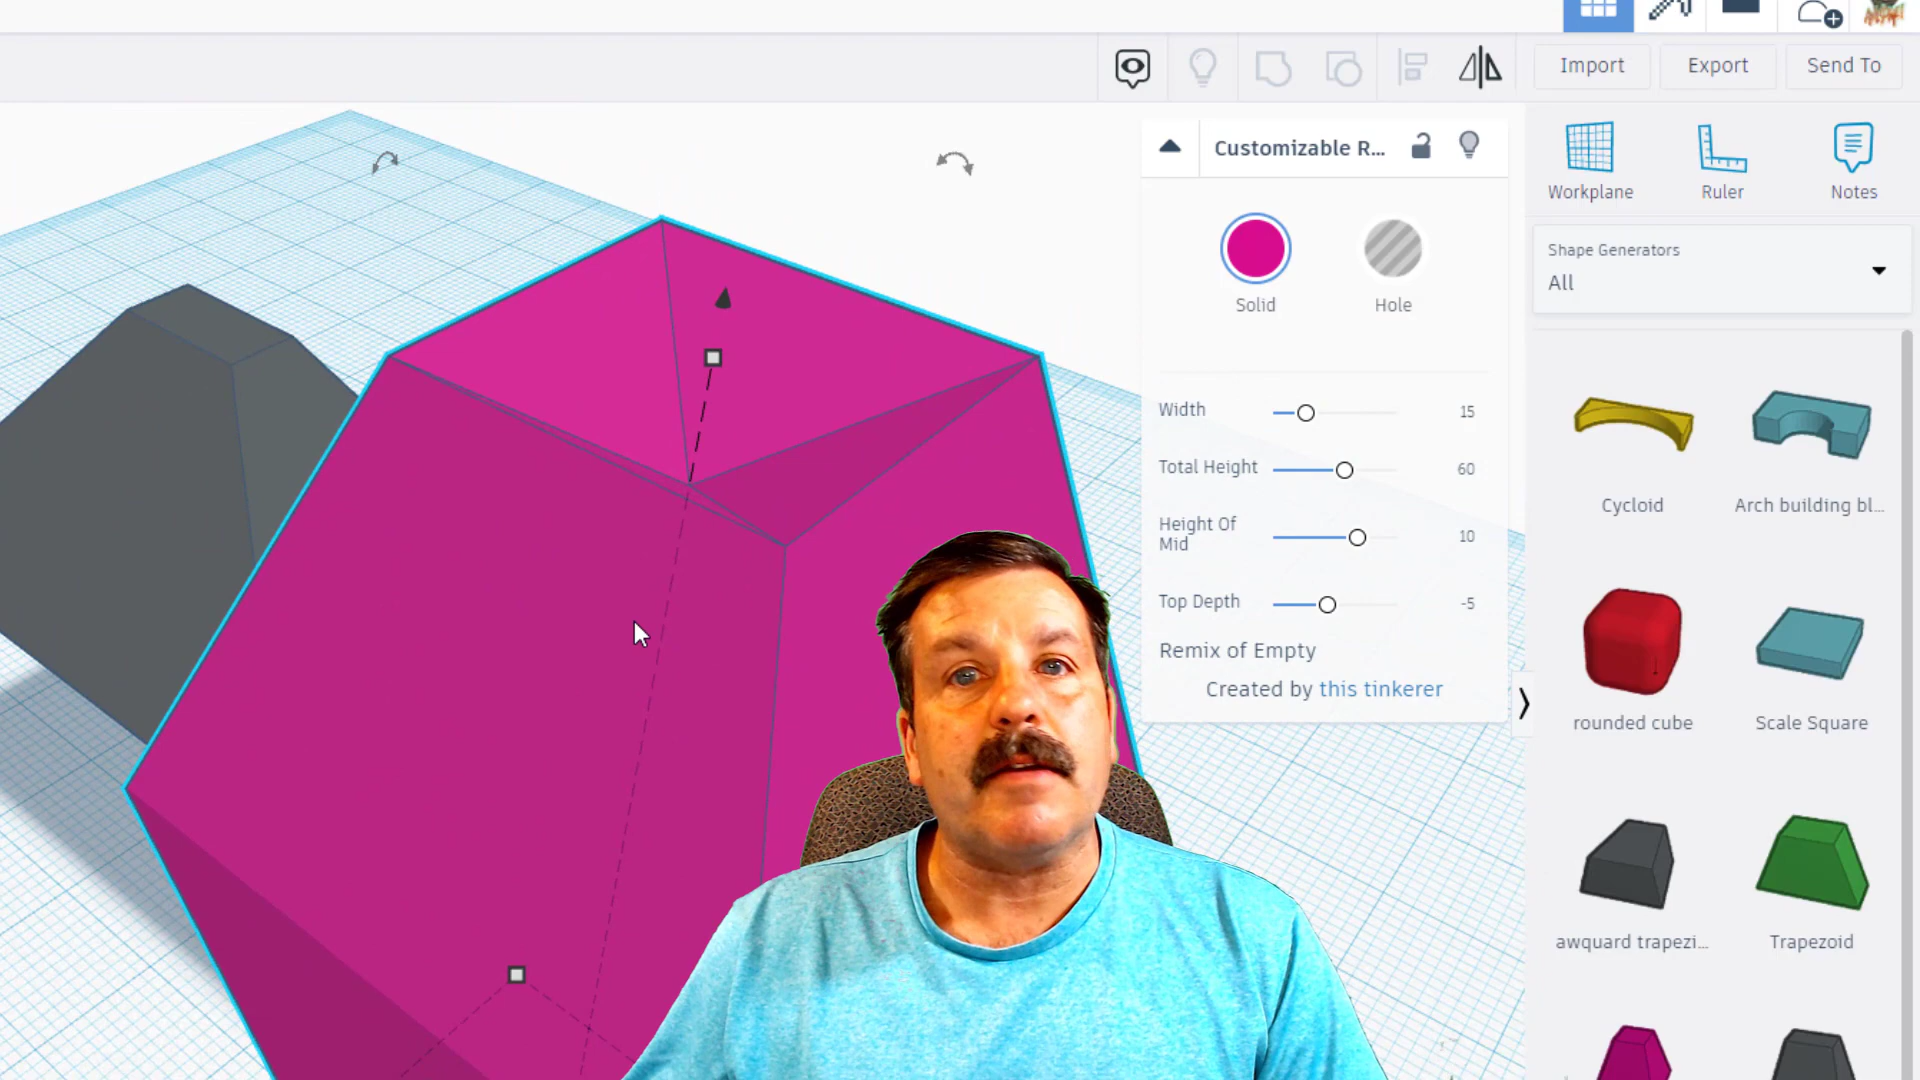 Import
Export
Send To
Customizable R...
Workplane
Ruler
Notes
Solid
Hole
Shape Generators
All
Width 15
Total Height 60
Height Of
Mid 10
Top Depth -5
Remix of Empty
Created by this tinkerer
Cycloid
Arch building bl...
rounded cube
Scale Square
awquard trapezi...
Trapezoid